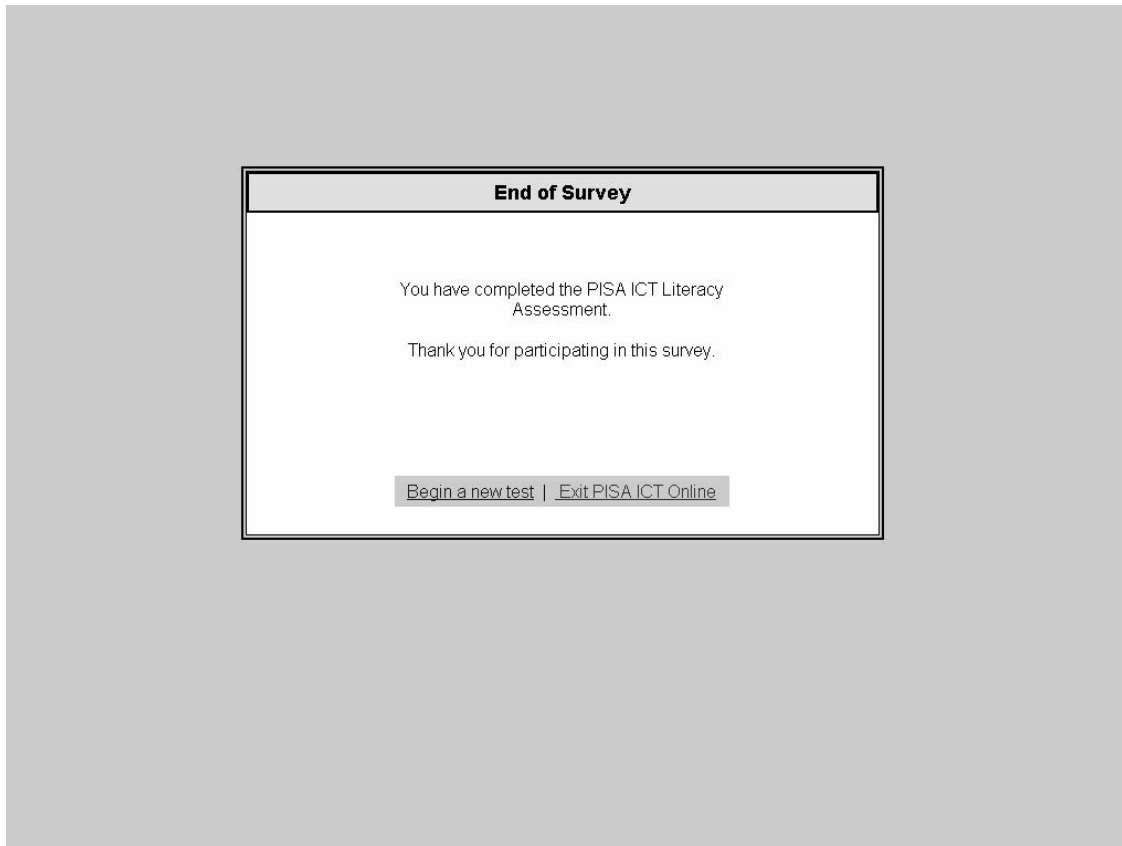 End of Survey
You have completed the PISA ICT Literacy
Assessment.
Thank you for participating in this survey.
Begin a new test | Exit PISA ICT Online